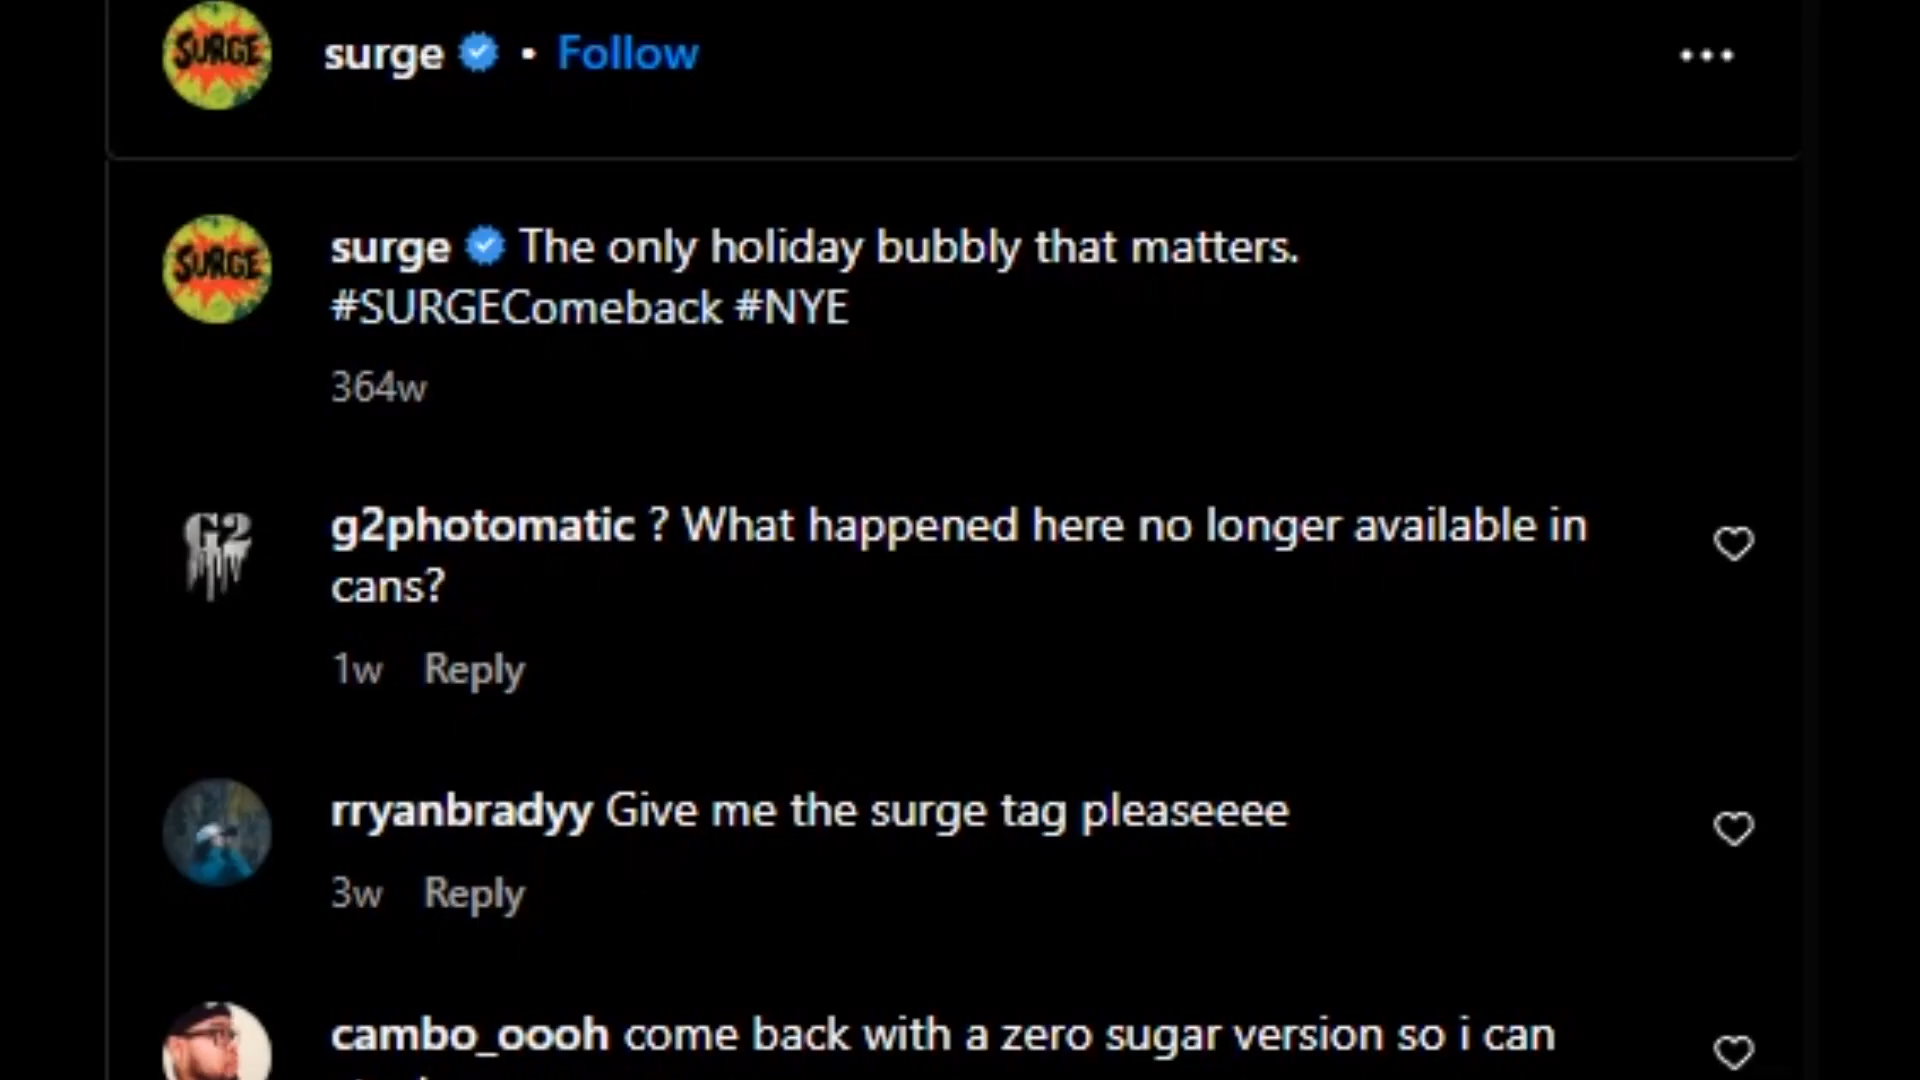 SURGE
surge • Follow
SURGE
surge The only holiday bubbly that matters.
#SURGEComeback #NYE
364w
G2
g2photomatic ? What happened here no longer available in
cans?
1w Reply
rryanbradyy Give me the surge tag pleaseeee
3w Reply
cambo_oooh come back with a zero sugar version so i can